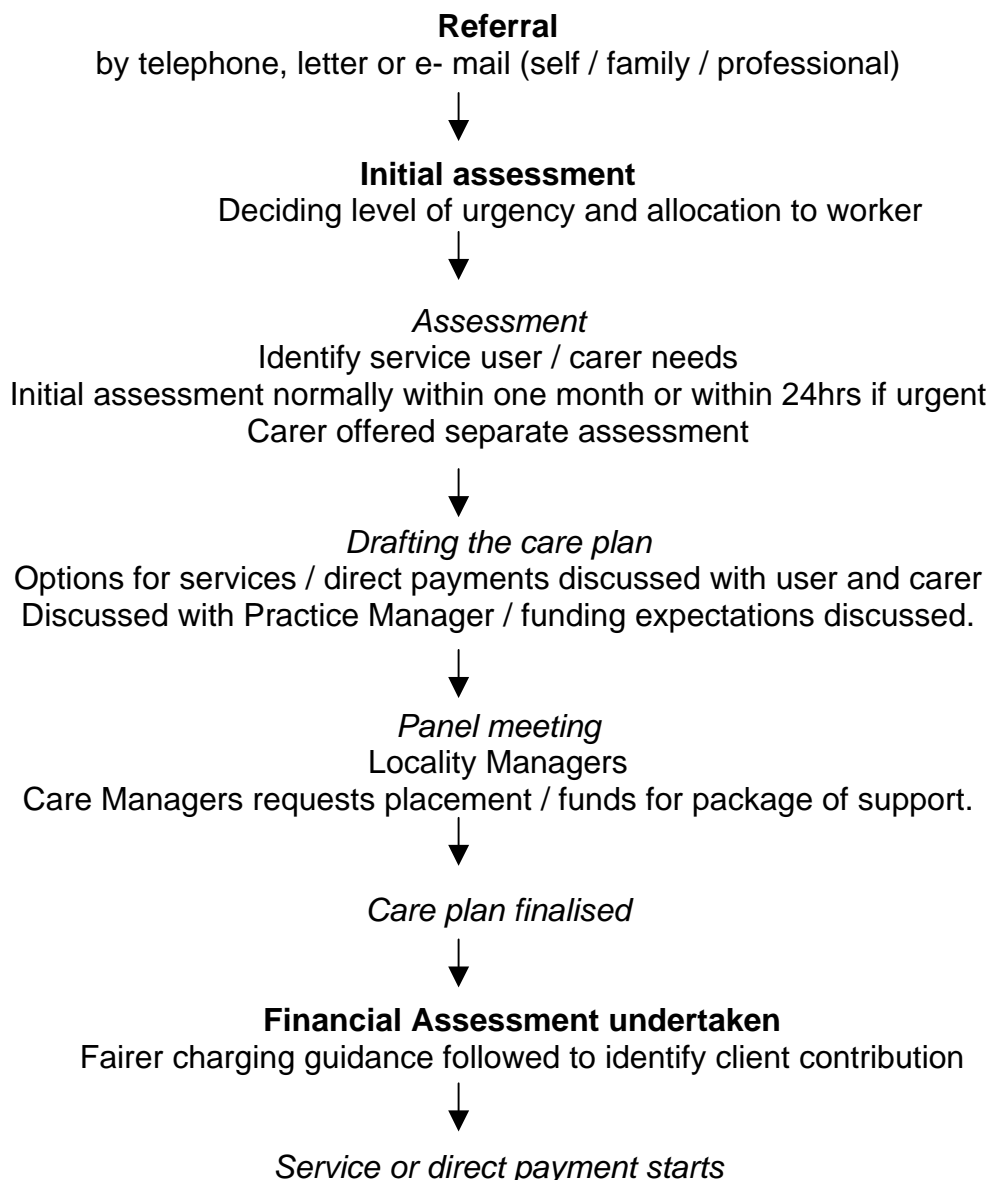 Referral
by telephone, letter or e- mail (self / family / professional)
Initial assessment
Deciding level of urgency and allocation to worker
Assessment
Identify service user / carer needs
Initial assessment normally within one month or within 24hrs if urgent
Carer offered separate assessment
Drafting the care plan
Options for services / direct payments discussed with user and carer
Discussed with Practice Manager / funding expectations discussed.
Panel meeting
Locality Managers
Care Managers requests placement / funds for package of support.
Care plan finalised
Financial Assessment undertaken
Fairer charging guidance followed to identify client contribution
Service or direct payment starts